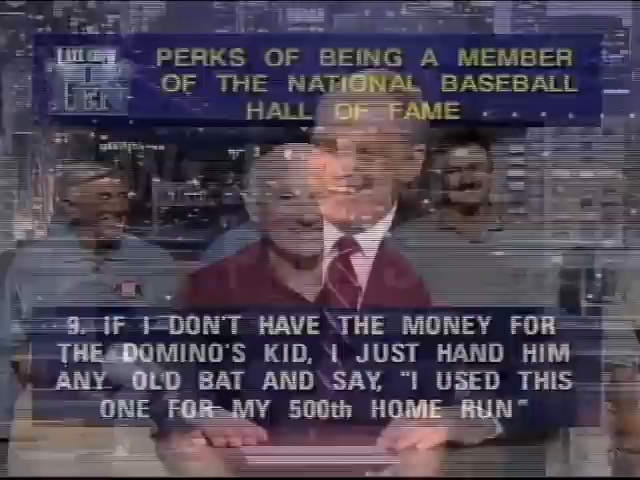 PERKS OF BEING A MEMBER
OF THE NATIONAL BASEBALL
HALL OF FAME
9. IF I DON'T HAVE THE MONEY FOR
THE DOMINO'S KID, I JUST HAND HIM
ANY OLD BAT AND SAY, "I USED THIS
ONE FOR MY 500th HOME RUN"